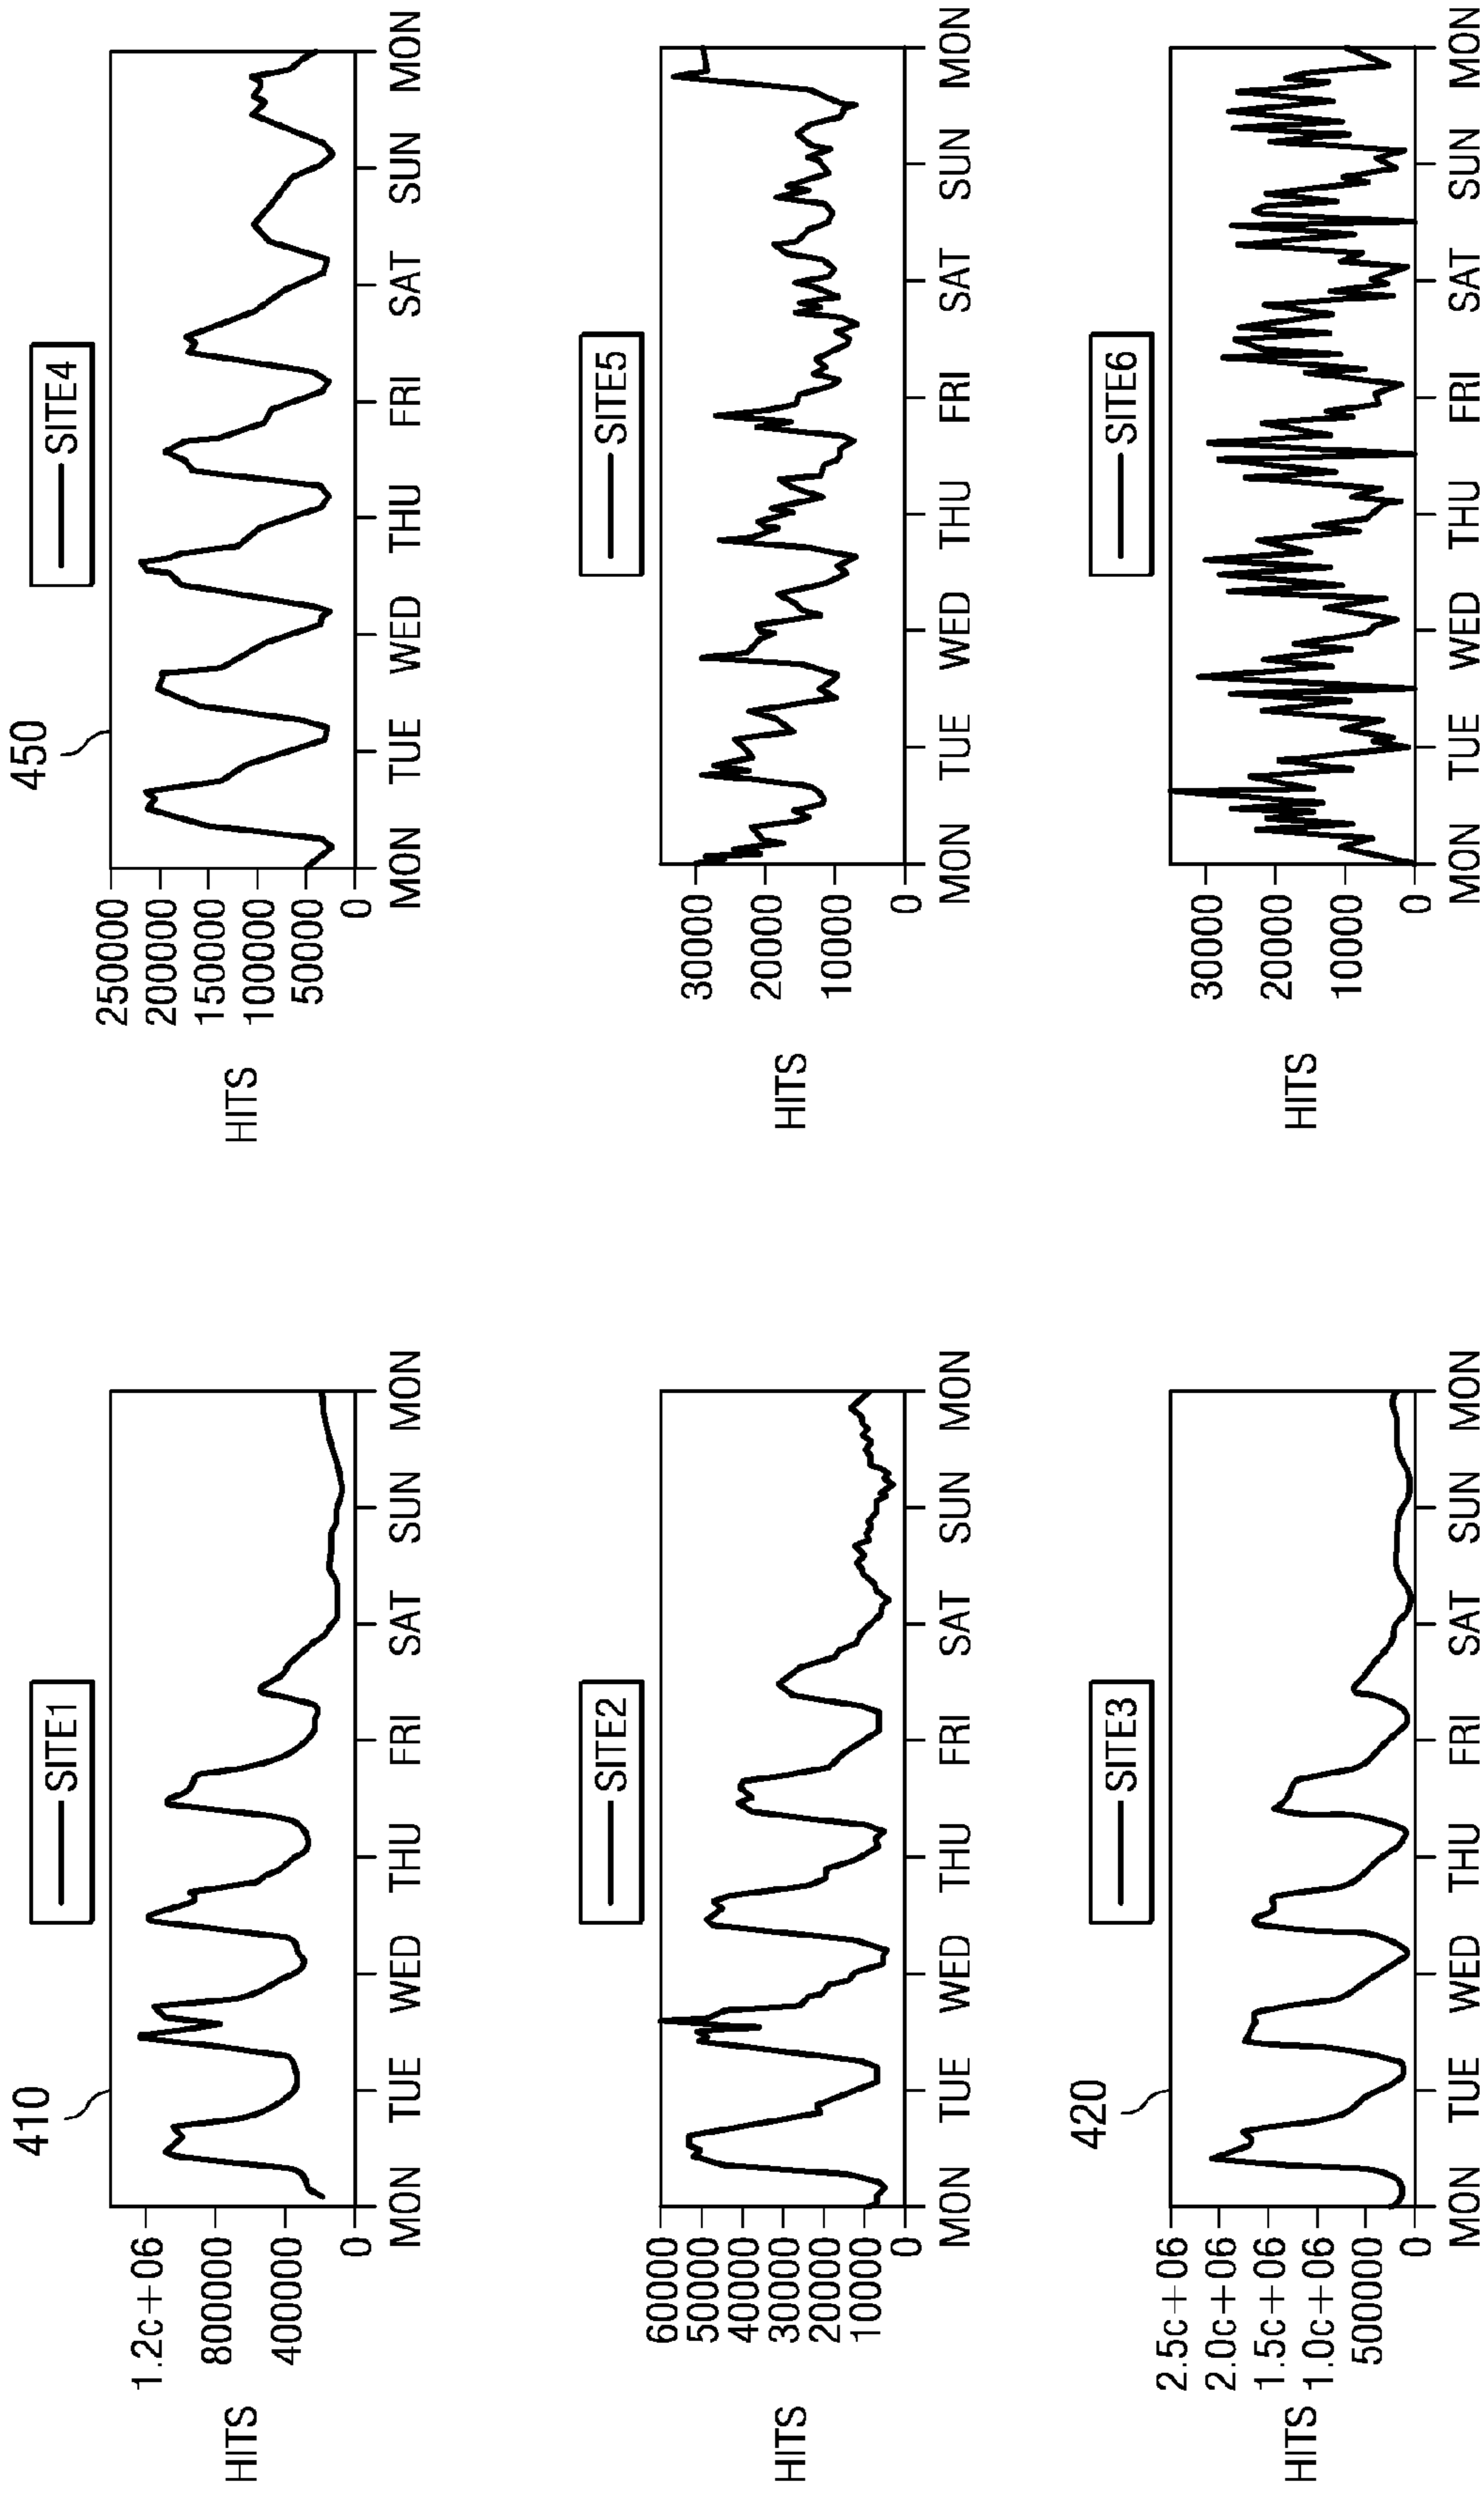 410
SITE1
HITS
1.2c+06
800000
400000
0
MON TUE WED THU FRI SAT SUN MON
SITE2
HITS
60000
50000
40000
30000
20000
10000
0
MON TUE WED THU FRI SAT SUN MON
420
SITE3
HITS
2.5c+06
2.0c+06
1.5c+06
1.0c+06
500000
0
MON TUE WED THU FRI SAT SUN MON
450
SITE4
HITS
250000
200000
150000
100000
50000
0
MON TUE WED THU FRI SAT SUN MON
SITE5
HITS
30000
20000
10000
0
MON TUE WED THU FRI SAT SUN MON
SITE6
HITS
30000
20000
10000
0
MON TUE WED THU FRI SAT SUN MON